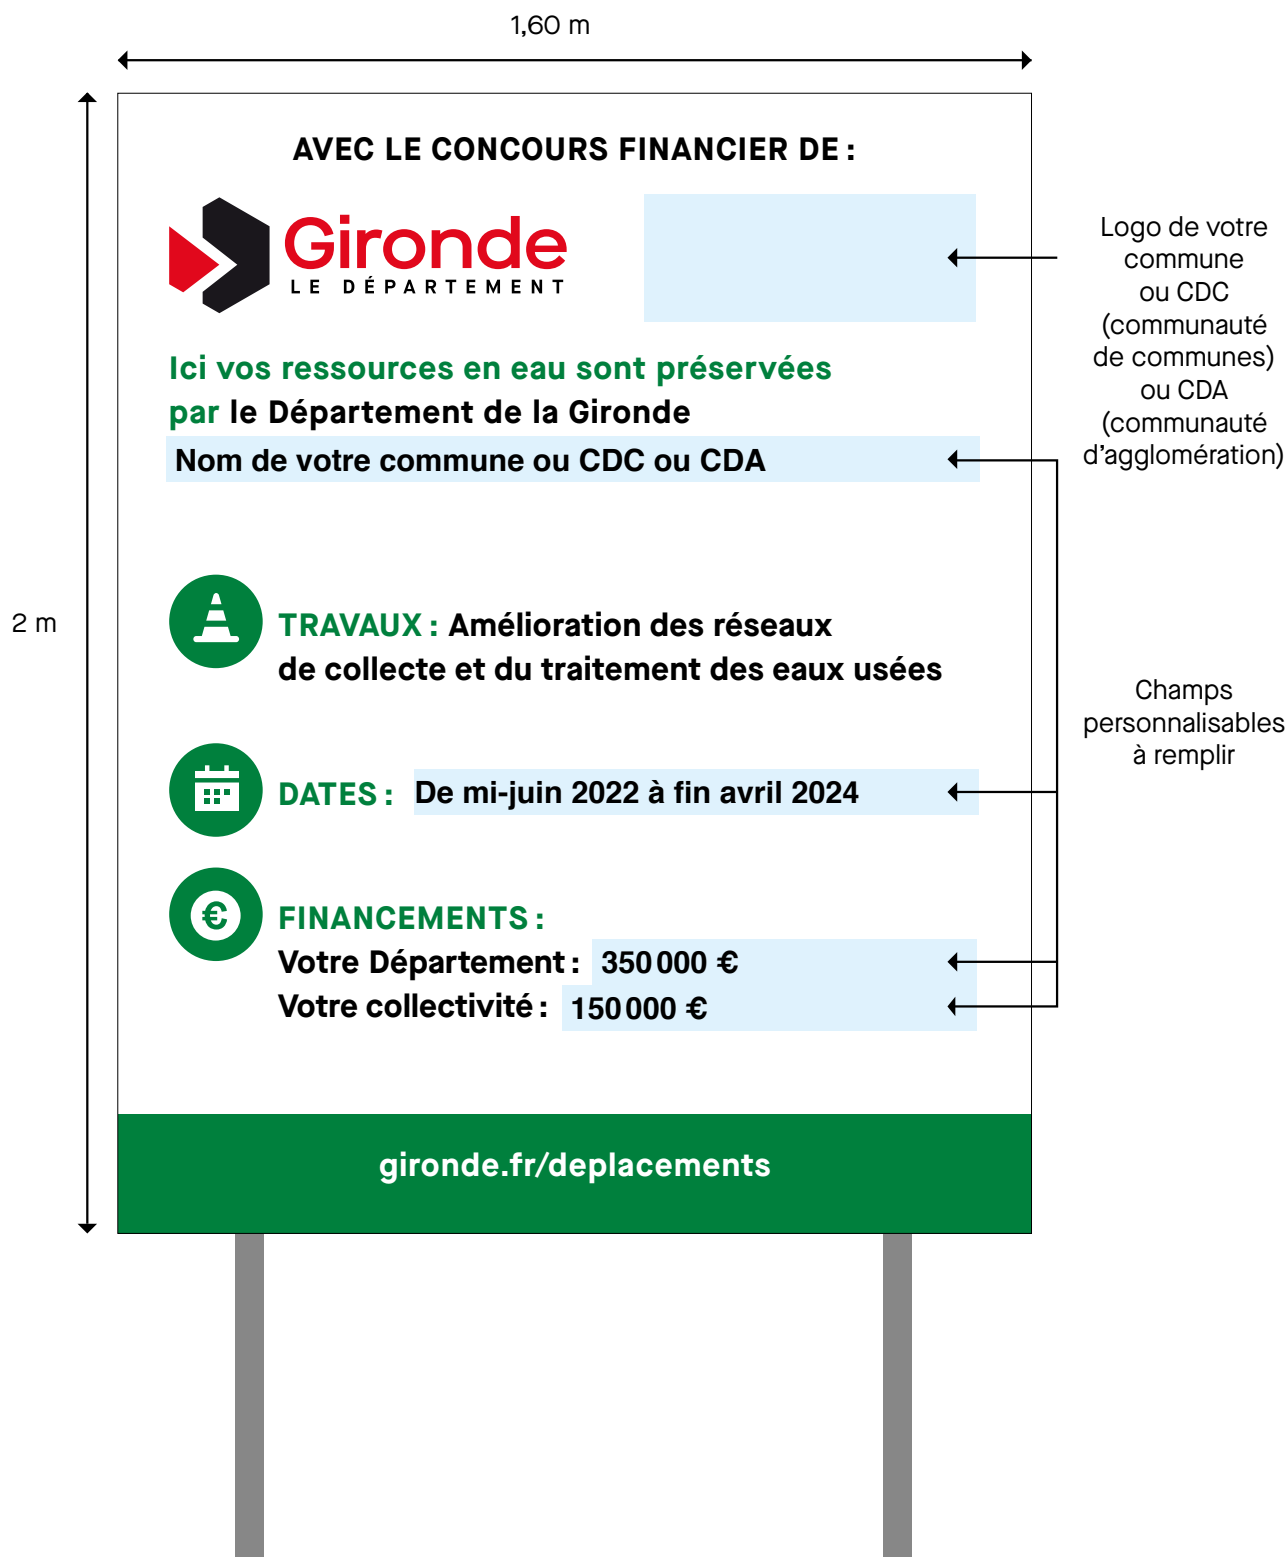 1,60 m
AVEC LE CONCOURS FINANCIER DE :
Gironde
LE DÉPARTEMENT
Logo de votre
commune
ou CDC
(communauté
de communes)
ou CDA
(communauté
d'agglomération)
Ici vos ressources en eau sont préservées
par le Département de la Gironde
Nom de votre commune ou CDC ou CDA
2 m
TRAVAUX : Amélioration des réseaux
de collecte et du traitement des eaux usées
Champs
personnalisables
à remplir
DATES : De mi-juin 2022 à fin avril 2024
€ FINANCEMENTS :
Votre Département : 350 000 €
Votre collectivité : 150 000 €
gironde.fr/deplacements